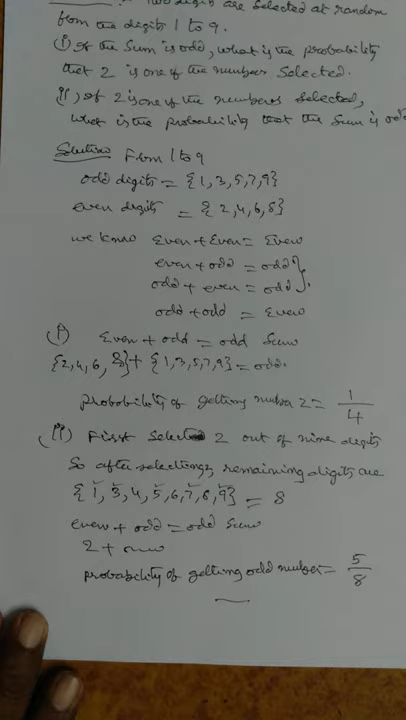 Two digits are selected at random
from the digits 1 to 9.
(i) If the Sum is odd, what is the probability
that 2 is one of the numbers Selected.
(ii) If 2 is one of the numbers selected,
what is the probability that the sum is odd
Solution From 1 to 9
odd digits = {1, 3, 5, 7, 9}
even digits = {2, 4, 6, 8}
we know Even + Even = Even
even + odd = odd
odd + even = odd
odd + odd = Even
(i) Even + odd = odd Sum
{2, 4, 6, 8} + {1, 3, 5, 7, 9} = odd.
probability of getting number 2 = 1/4
(ii) First Select 2 out of nine digits
So after selecting, remaining digits are
{1, 3, 4, 5, 6, 7, 8, 9} = 8
even + odd = odd Sum
2 +
probability of getting odd number = 5/8